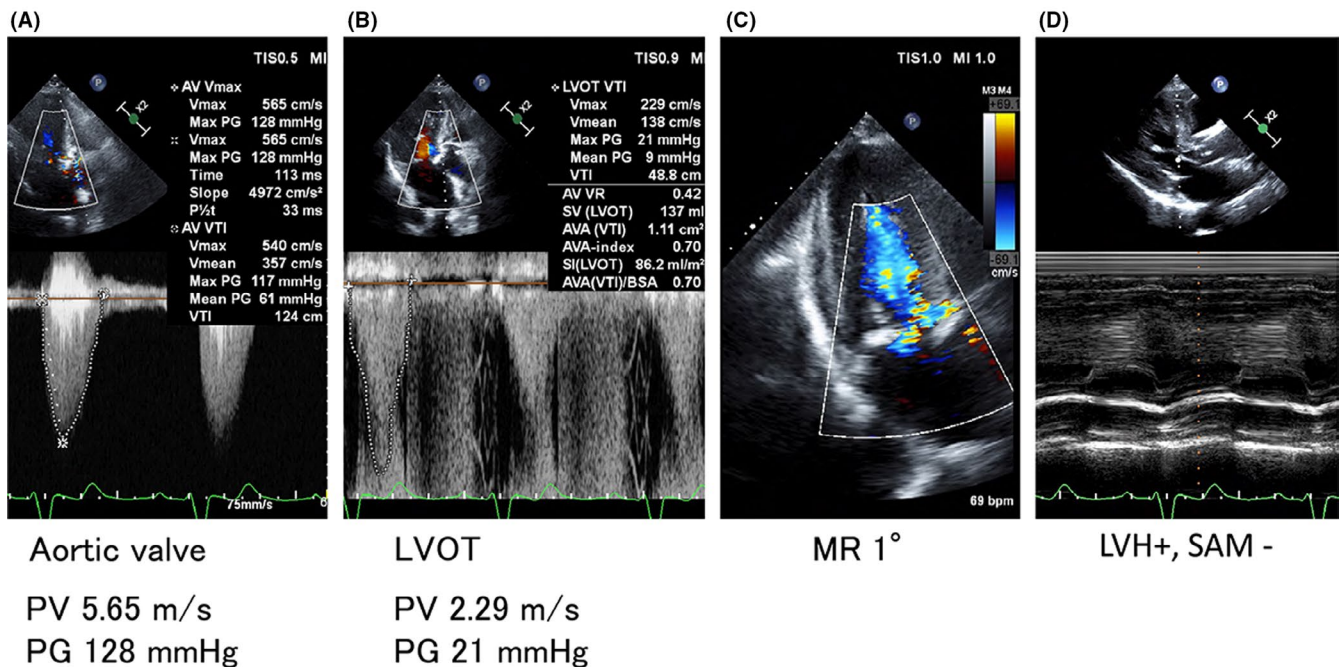 (A)
TIS0.5 MI
P
X2
AV Vmax
Vmax 565 cm/s
Max PG 128 mmHg
Vmax 565 cm/s
Max PG 128 mmHg
Time 113 ms
Slope 4972 cm/s²
P½t 33 ms
AV VTI
Vmax 540 cm/s
Vmean 357 cm/s
Max PG 117 mmHg
Mean PG 61 mmHg
VTI 124 cm
75mm/s
Aortic valve
PV 5.65 m/s
PG 128 mmHg
(B)
TIS0.9 MI
P
X2
LVOT VTI
Vmax 229 cm/s
Vmean 138 cm/s
Max PG 21 mmHg
Mean PG 9 mmHg
VTI 48.8 cm
AV VR 0.42
SV (LVOT) 137 ml
AVA (VTI) 1.11 cm²
AVA-index 0.70
SI(LVOT) 86.2 ml/m²
AVA(VTI)/BSA 0.70
LVOT
PV 2.29 m/s
PG 21 mmHg
(C)
TIS1.0 MI 1.0
M3 M4
+69.1
P
-69.1
cm/s
69 bpm
MR 1°
(D)
P
X2
LVH+, SAM -